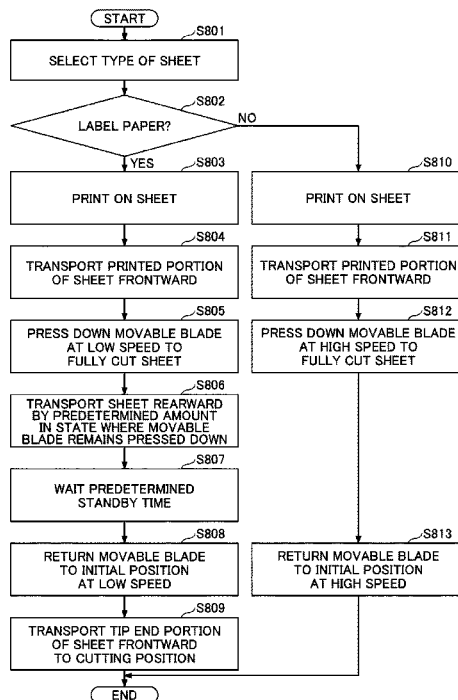 START
S801
SELECT TYPE OF SHEET
S802
LABEL PAPER?
NO
YES
S803
PRINT ON SHEET
S804
TRANSPORT PRINTED PORTION
OF SHEET FRONTWARD
S805
PRESS DOWN MOVABLE BLADE
AT LOW SPEED TO
FULLY CUT SHEET
S806
TRANSPORT SHEET REARWARD
BY PREDETERMINED AMOUNT
IN STATE WHERE MOVABLE
BLADE REMAINS PRESSED DOWN
S807
WAIT PREDETERMINED
STANDBY TIME
S808
RETURN MOVABLE BLADE
TO INITIAL POSITION
AT LOW SPEED
S809
TRANSPORT TIP END PORTION
OF SHEET FRONTWARD
TO CUTTING POSITION
S810
PRINT ON SHEET
S811
TRANSPORT PRINTED PORTION
OF SHEET FRONTWARD
S812
PRESS DOWN MOVABLE BLADE
AT HIGH SPEED TO
FULLY CUT SHEET
S813
RETURN MOVABLE BLADE
TO INITIAL POSITION
AT HIGH SPEED
END